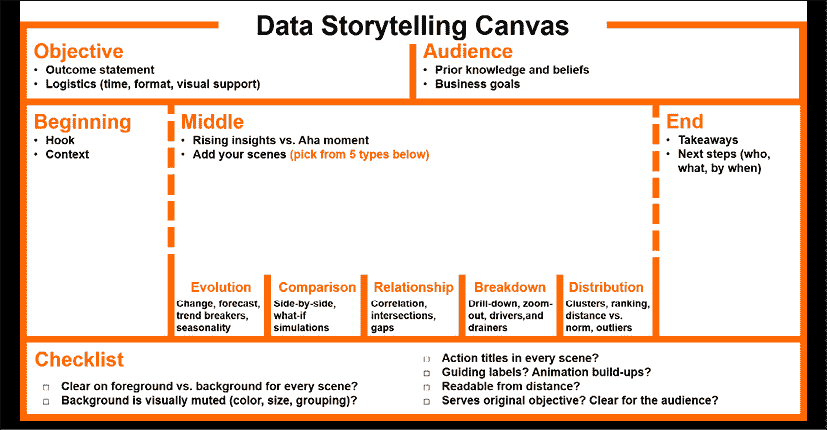 Data Storytelling Canvas
Objective
• Outcome statement
• Logistics (time, format, visual support)
Audience
• Prior knowledge and beliefs
• Business goals
Beginning
• Hook
• Context
Middle
• Rising insights vs. Aha moment
• Add your scenes (pick from 5 types below)
End
• Takeaways
• Next steps (who,
what, by when)
Evolution
Change, forecast,
trend breakers,
seasonality
Comparison
Side-by-side,
what-if
simulations
Relationship
Correlation,
intersections,
gaps
Breakdown
Drill-down, zoom-
out, drivers,and
drainers
Distribution
Clusters, ranking,
distance vs.
norm, outliers
Checklist
□ Clear on foreground vs. background for every scene?
□ Background is visually muted (color, size, grouping)?
□ Action titles in every scene?
□ Guiding labels? Animation build-ups?
□ Readable from distance?
□ Serves original objective? Clear for the audience?